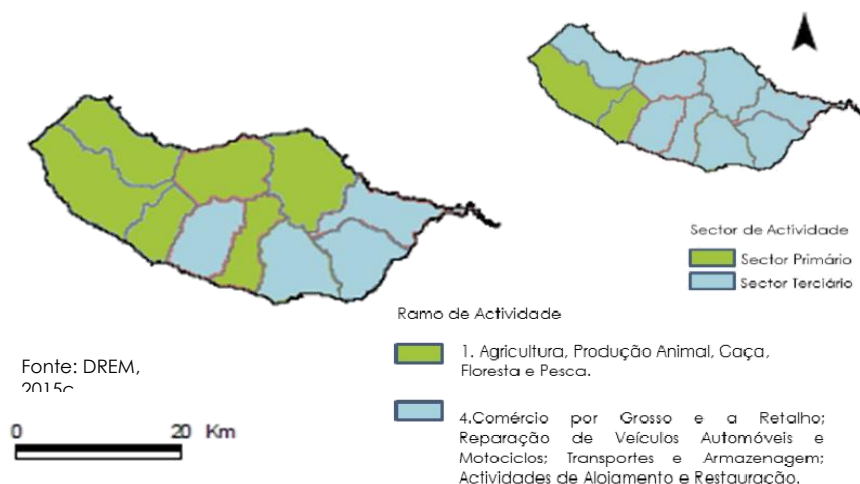 Sector de Actividade
Sector Primário
Sector Terciário
Ramo de Actividade
1. Agricultura, Produção Animal, Caça,
Floresta e Pesca.
4.Comércio por Grosso e a Retalho;
Reparação de Veículos Automóveis e
Motociclos; Transportes e Armazenagem;
Actividades de Alojamento e Restauração.
Fonte: DREM,
2015c
0 20 Km